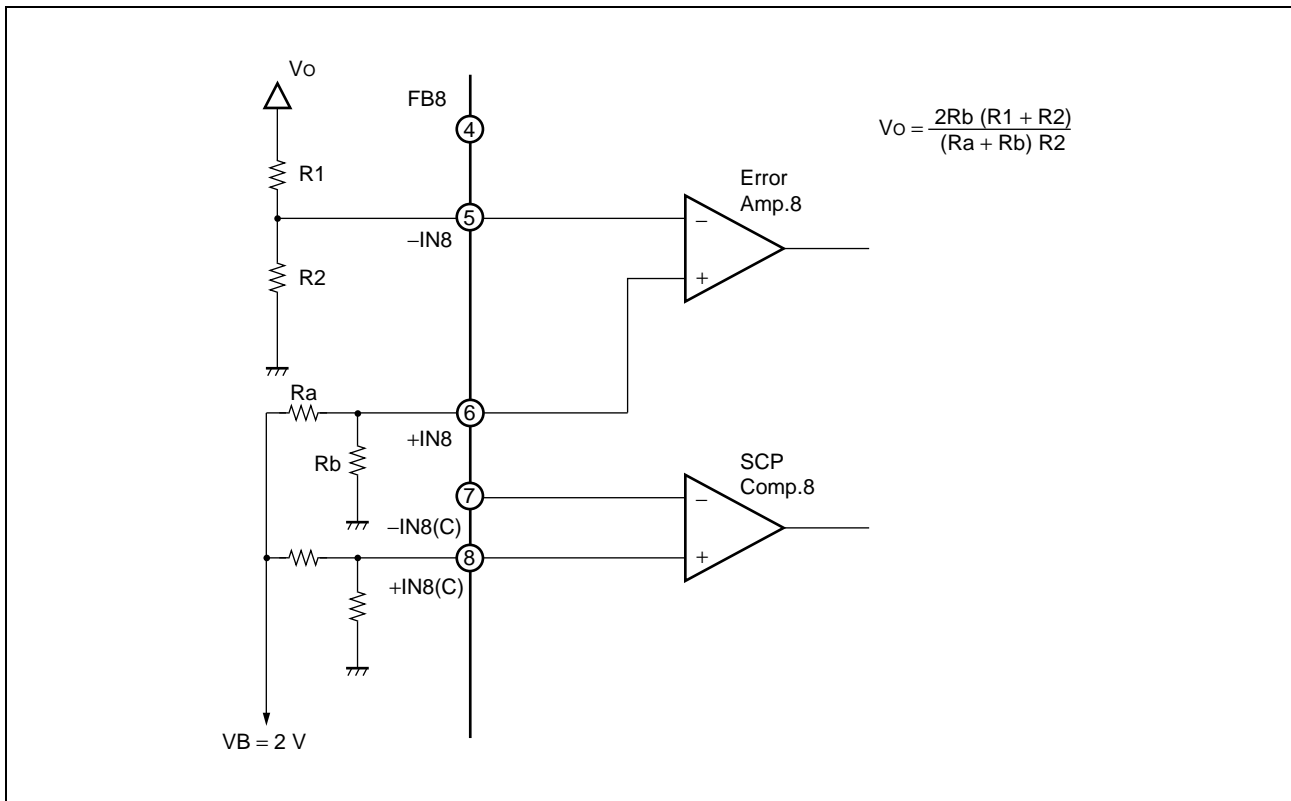 Vo
FB8
4
Vo = 2Rb (R1 + R2)
(Ra + Rb) R2
R1
Error
Amp.8
5
−
−IN8
R2
+
Ra
6
+IN8
Rb
SCP
Comp.8
7
−
−IN8(C)
8
+
+IN8(C)
VB = 2 V